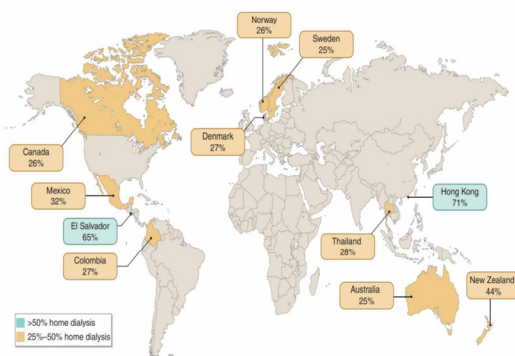 Norway
26%
Sweden
25%
Denmark
27%
Canada
26%
Mexico
32%
El Salvador
65%
Colombia
27%
Hong Kong
71%
Thailand
28%
Australia
25%
New Zealand
44%
>50% home dialysis
25%–50% home dialysis